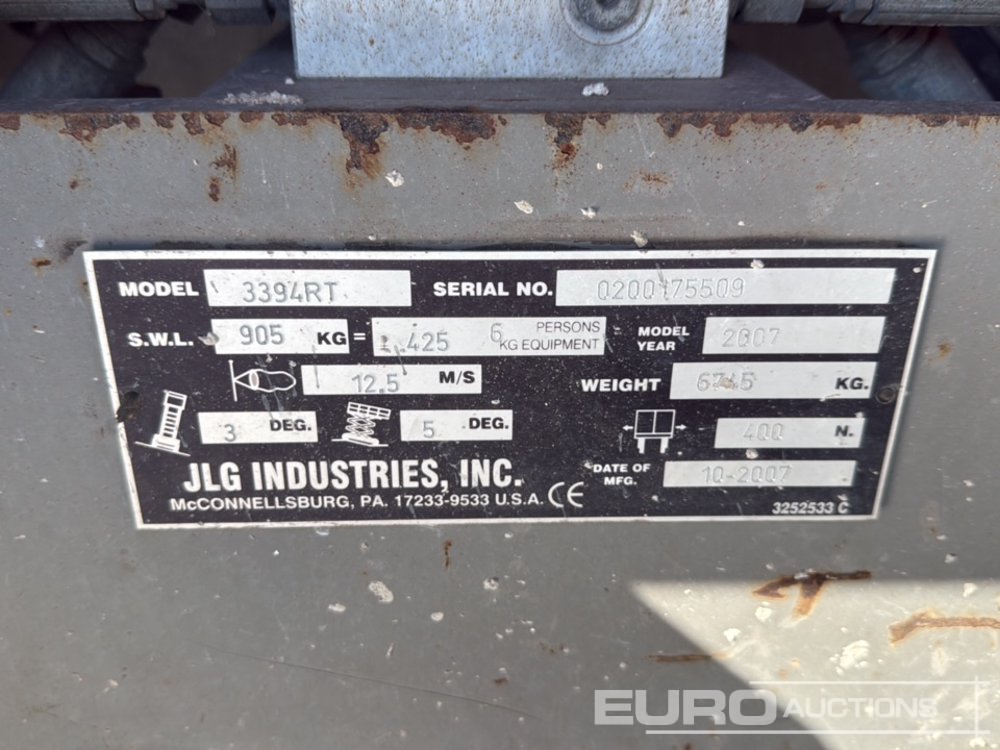 MODEL 3394RT SERIAL NO. 0200175509
S.W.L. 905 KG = 425 6 PERSONS KG EQUIPMENT MODEL YEAR 2007
12.5 M/S WEIGHT KG.
3 DEG. 5 DEG. 400 N.
JLG INDUSTRIES, INC. DATE OF MFG. 10-2007
McCONNELLSBURG, PA. 17233-9533 U.S.A. CE 3252533 C
EURO AUCTIONS